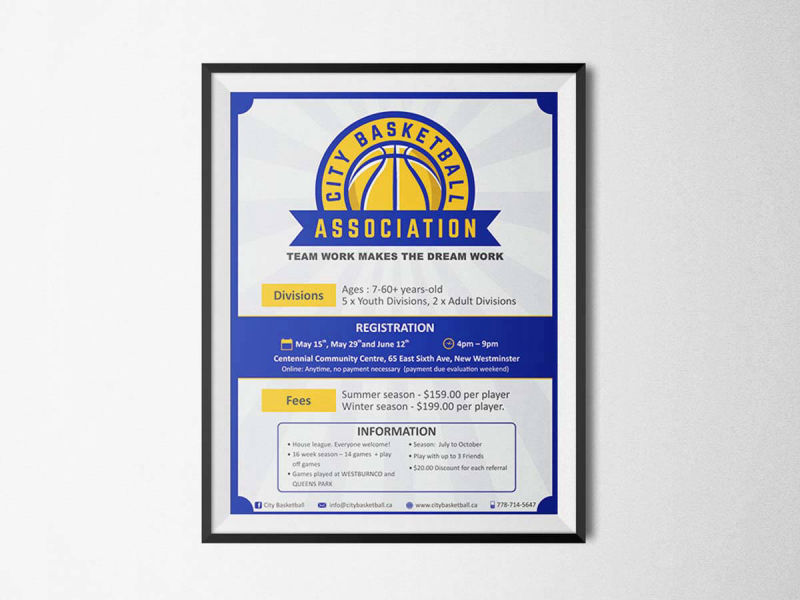 CITY BASKETBALL
ASSOCIATION
TEAM WORK MAKES THE DREAM WORK
Divisions
Ages : 7-60+ years-old
5 x Youth Divisions, 2 x Adult Divisions
REGISTRATION
May 15th, May 29th and June 12th
4pm – 9pm
Centennial Community Centre, 65 East Sixth Ave, New Westminster
Online: Anytime, no payment necessary (payment due evaluation weekend)
Fees
Summer season - $159.00 per player
Winter season - $199.00 per player.
INFORMATION
• House league. Everyone welcome!
• 16 week season – 14 games + play
off games
• Games played at WESTBURNCO and
QUEENS PARK
• Season: July to October
• Play with up to 3 Friends
• $20.00 Discount for each referral
City Basketball
info@citybasketball.ca
www.citybasketball.ca
778-714-5647